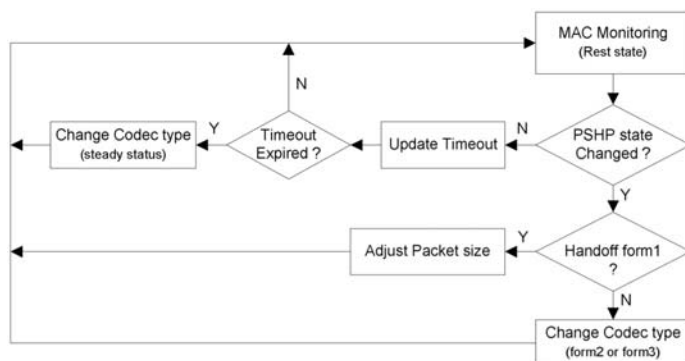 MAC Monitoring
(Rest state)
N
Change Codec type
(steady status)
Y
Timeout
Expired ?
Update Timeout
N
PSHP state
Changed ?
Y
Adjust Packet size
Y
Handoff form1
?
N
Change Codec type
(form2 or form3)